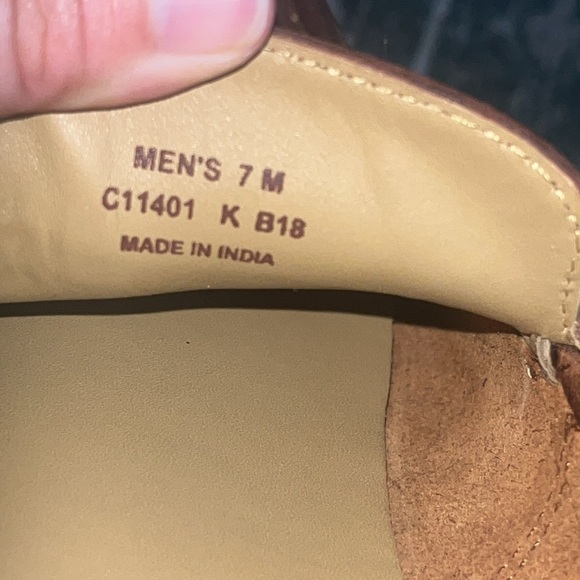 MEN'S 7 M
C11401 K B18
MADE IN INDIA